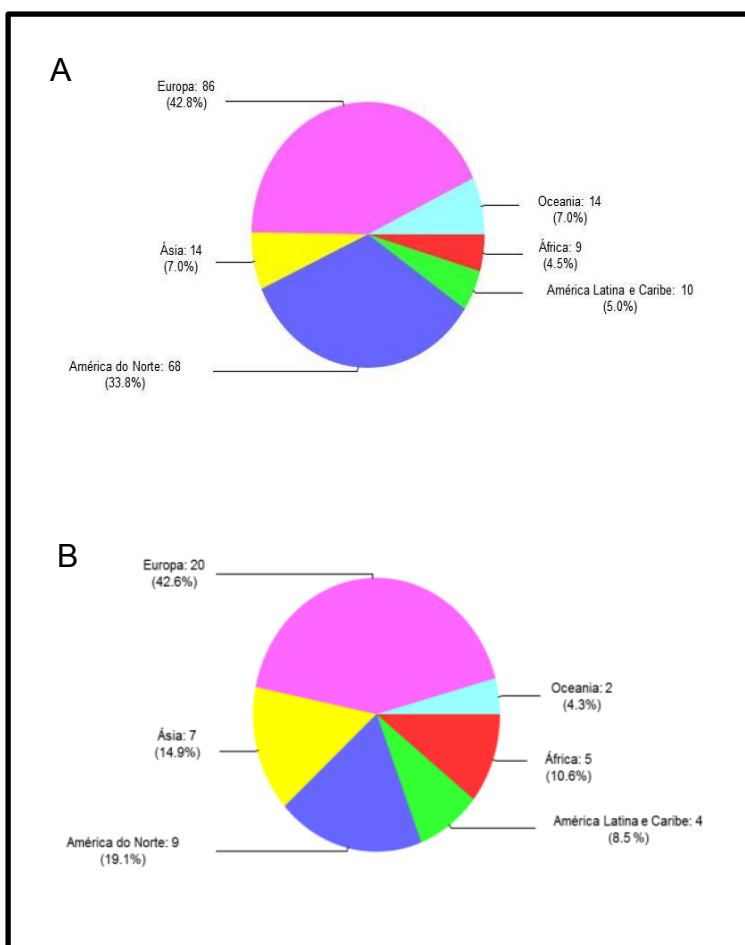 A
Europa: 86
(42.8%)
Oceania: 14
(7.0%)
Ásia: 14
(7.0%)
África: 9
(4.5%)
América Latina e Caribe: 10
(5.0%)
América do Norte: 68
(33.8%)
B
Europa: 20
(42.6%)
Oceania: 2
(4.3%)
Ásia: 7
(14.9%)
África: 5
(10.6%)
América Latina e Caribe: 4
(8.5%)
América do Norte: 9
(19.1%)